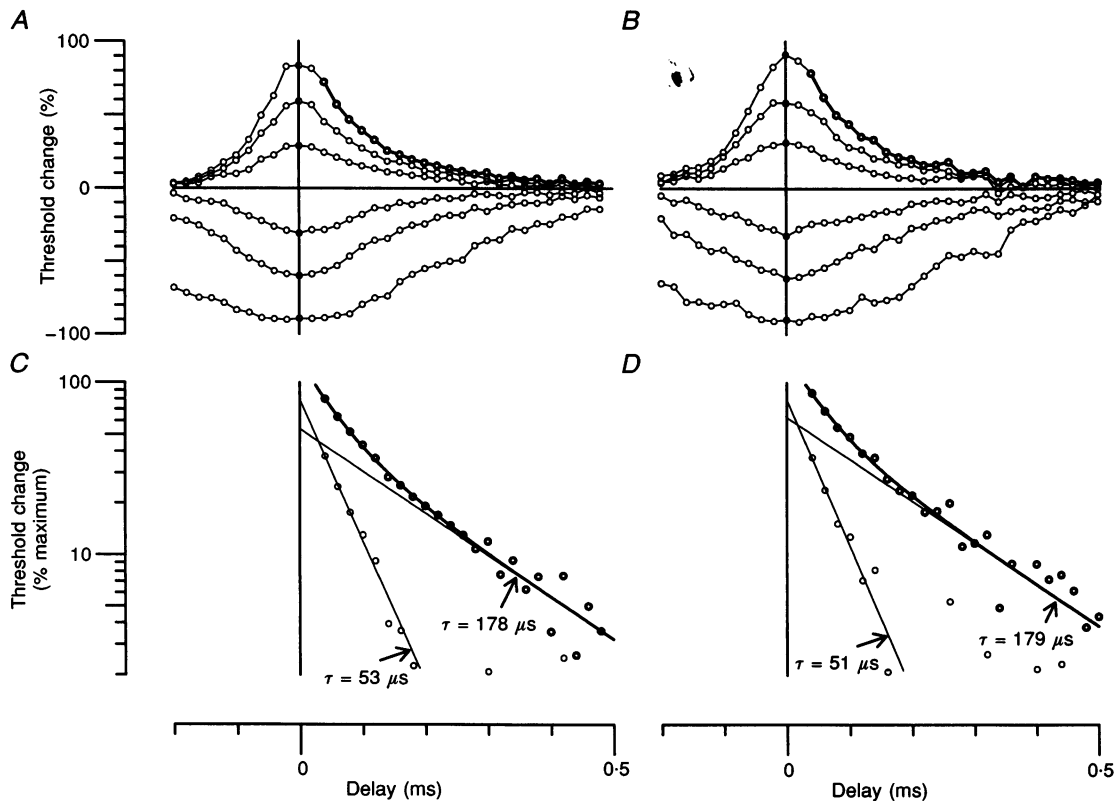 A
B
100
0
−100
Threshold change (%)
C
D
100
10
Threshold change
(% maximum)
τ = 178 μs
τ = 53 μs
τ = 179 μs
τ = 51 μs
0
0·5
0
0·5
Delay (ms)
Delay (ms)